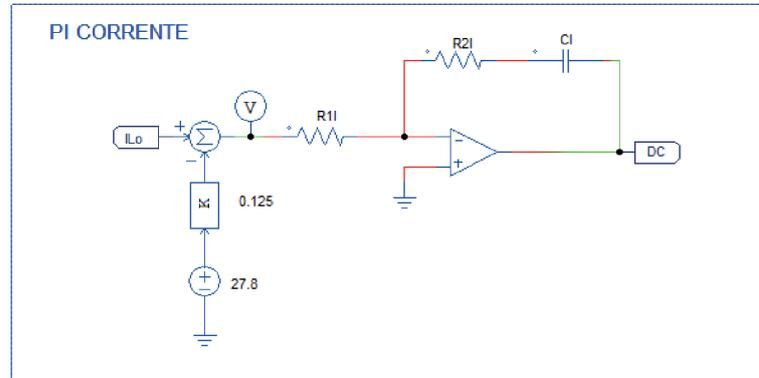 PI CORRENTE
R2I
CI
V
R1I
ILo
+
Σ
−
−
+
DC
K
0.125
+
−
27.8